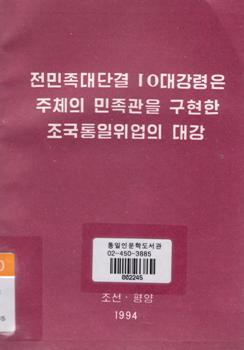 전민족대단결 10대강령은
주체의 민족관을 구현한
조국통일위업의 대강
통일인문학도서관
02-450-3885
002245
조선·평양
1994